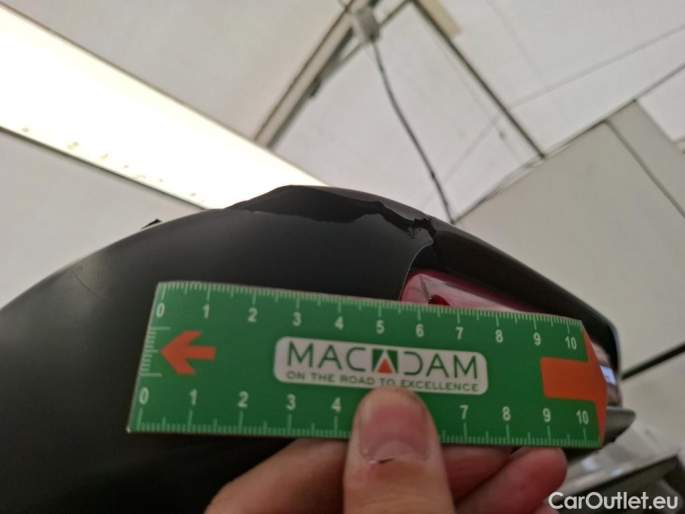 0 1 2 3 4 5 6 7 8 9 10
MACADAM
ON THE ROAD TO EXCELLENCE
0 1 2 3 4 7 8 9 10
CarOutlet.eu